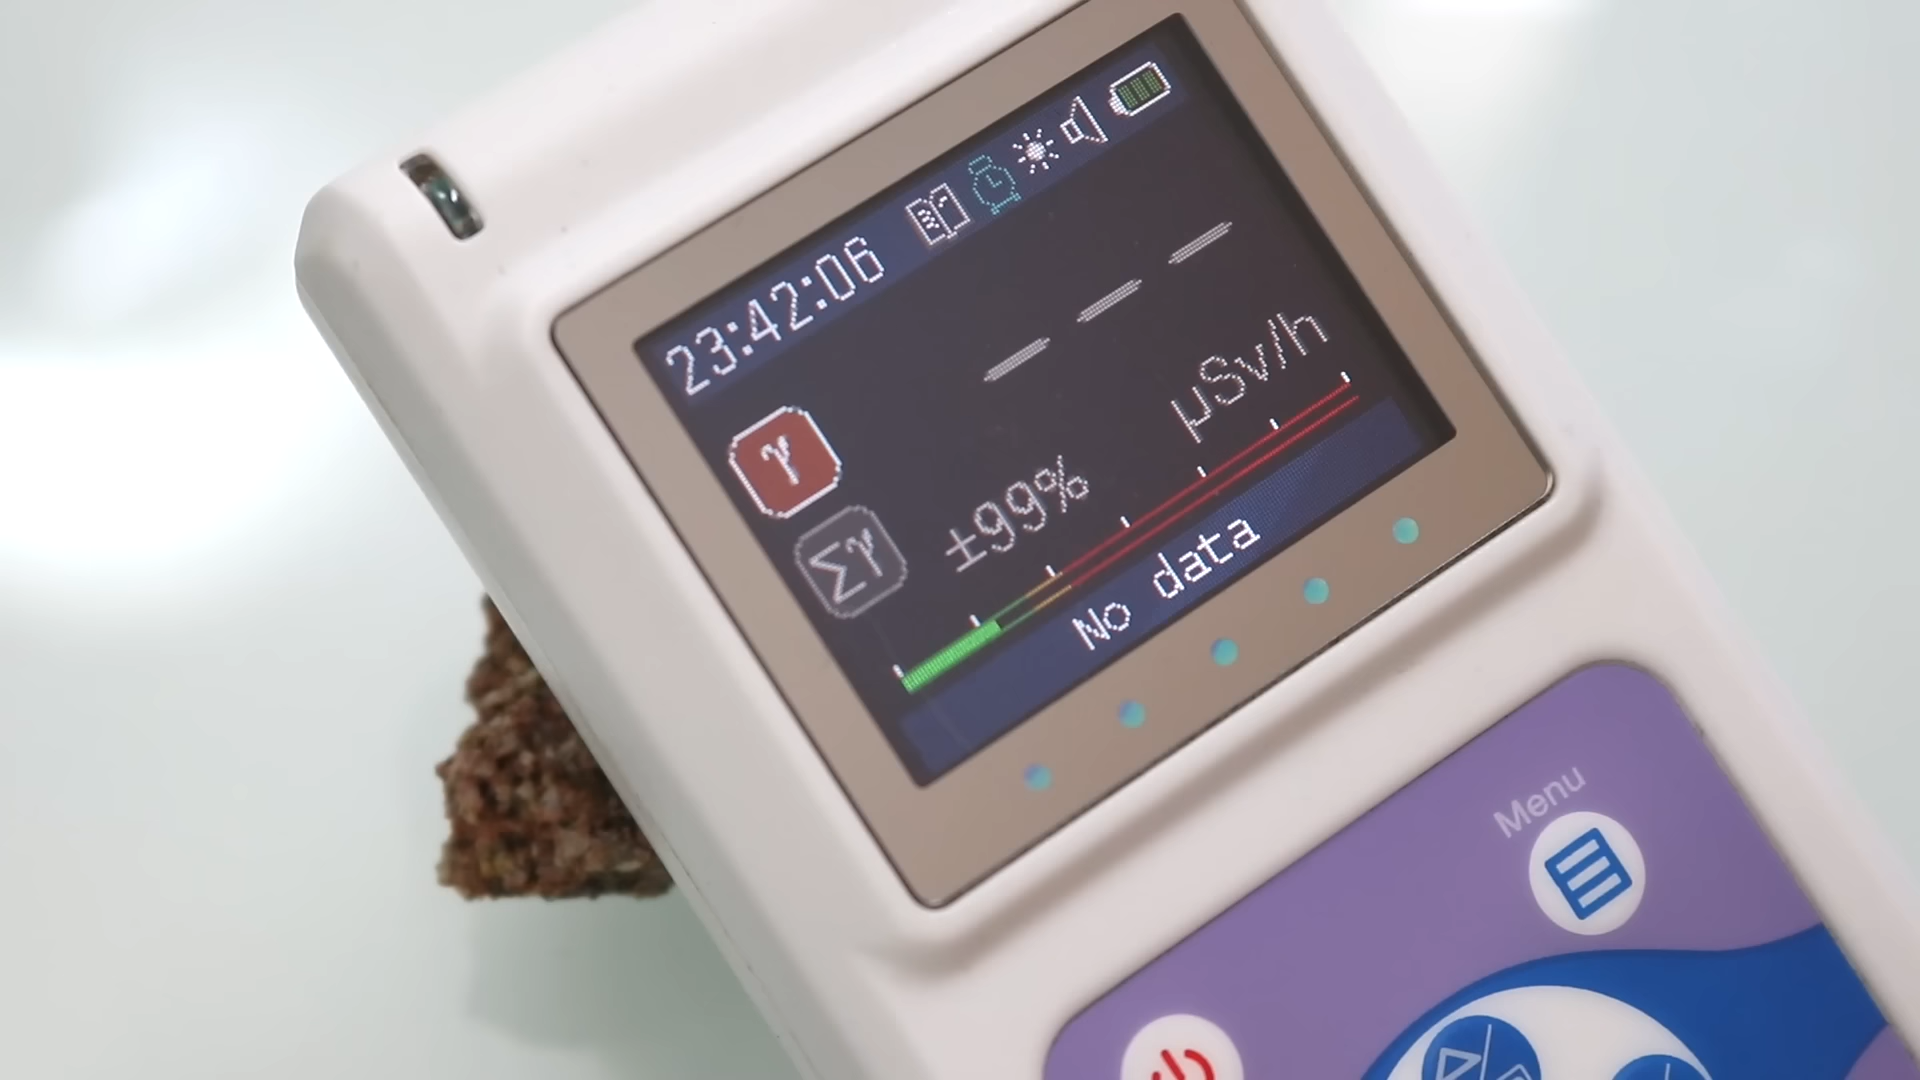 23:42:06
– – –
γ
µSv/h
Σγ
±99%
No data
Menu